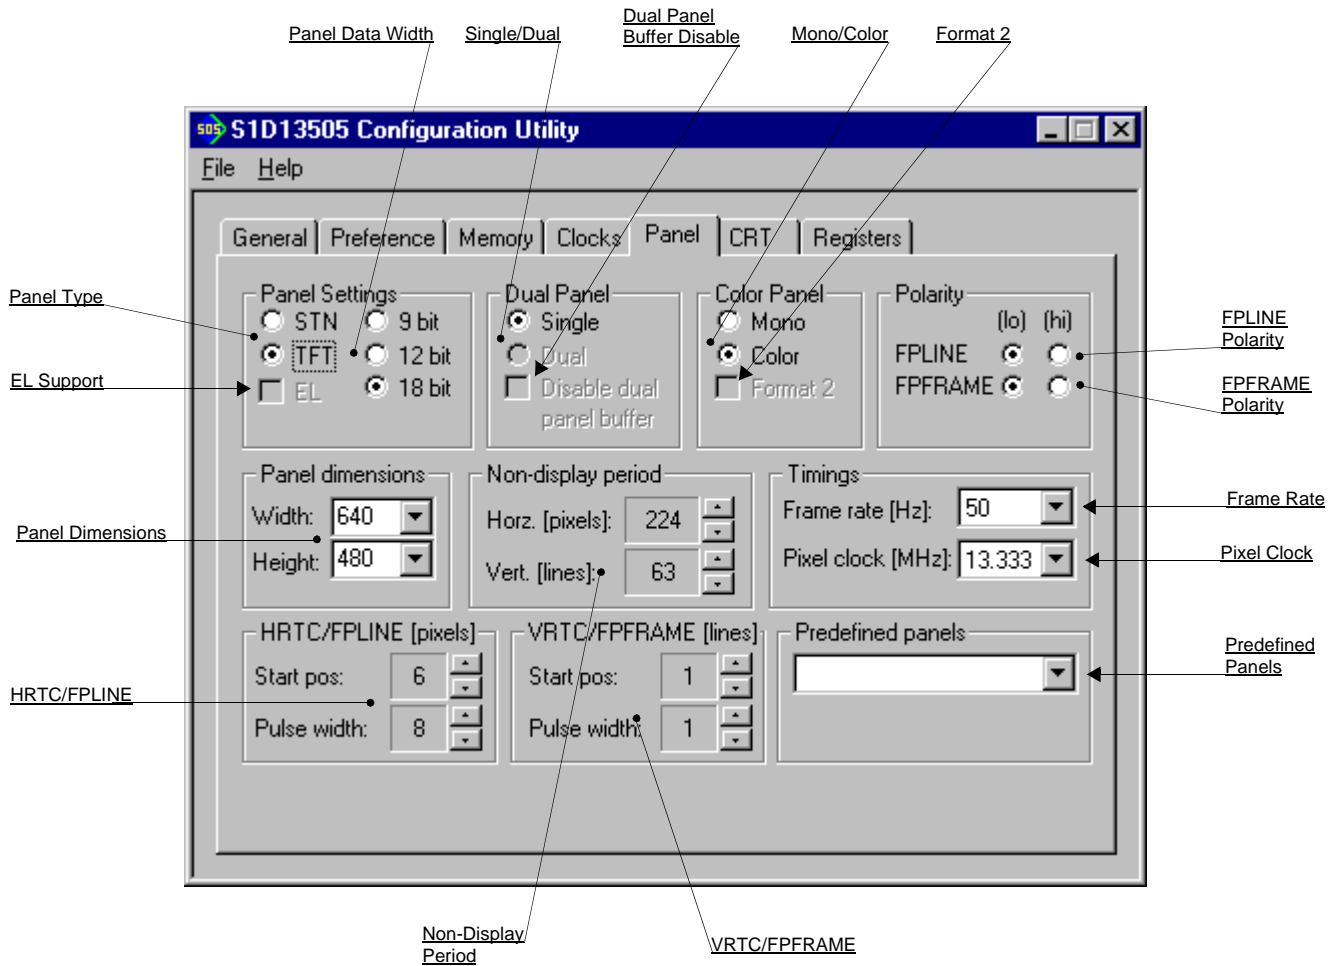 Panel Data Width
Single/Dual
Dual Panel
Buffer Disable
Mono/Color
Format 2
SOS
S1D13505 Configuration Utility
File Help
General Preference Memory Clocks Panel CRT Registers
Panel Type
EL Support
Panel Settings
STN 9 bit
TFT 12 bit
EL 18 bit
Dual Panel
Single
Dual
Disable dual
panel buffer
Color Panel
Mono
Color
Format 2
Polarity
(lo) (hi)
FPLINE
FPFRAME
FPLINE
Polarity
FPFRAME
Polarity
Panel Dimensions
Panel dimensions
Width: 640
Height: 480
Non-display period
Horz. [pixels]: 224
Vert. [lines]: 63
Timings
Frame rate [Hz]: 50
Pixel clock [MHz]: 13.333
Frame Rate
Pixel Clock
HRTC/FPLINE
HRTC/FPLINE [pixels]
Start pos: 6
Pulse width: 8
VRTC/FPFRAME [lines]
Start pos: 1
Pulse width: 1
Predefined panels
Predefined
Panels
Non-Display
Period
VRTC/FPFRAME